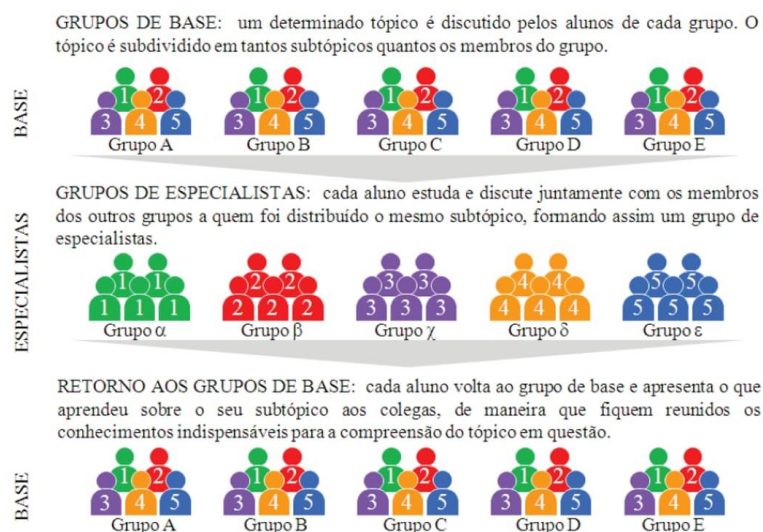 GRUPOS DE BASE: um determinado tópico é discutido pelos alunos de cada grupo. O
tópico é subdividido em tantos subtópicos quantos os membros do grupo.
BASE
1 2 1 2 1 2 1 2 1 2
3 4 5 3 4 5 3 4 5 3 4 5 3 4 5
Grupo A Grupo B Grupo C Grupo D Grupo E
GRUPOS DE ESPECIALISTAS: cada aluno estuda e discute juntamente com os membros
dos outros grupos a quem foi distribuído o mesmo subtópico, formando assim um grupo de
especialistas.
ESPECIALISTAS
1 1 2 2 3 3 4 4 5 5
1 1 1 2 2 2 3 3 3 4 4 4 5 5 5
Grupo α Grupo β Grupo χ Grupo δ Grupo ε
RETORNO AOS GRUPOS DE BASE: cada aluno volta ao grupo de base e apresenta o que
aprendeu sobre o seu subtópico aos colegas, de maneira que fiquem reunidos os
conhecimentos indispensáveis para a compreensão do tópico em questão.
BASE
1 2 1 2 1 2 1 2 1 2
3 4 5 3 4 5 3 4 5 3 4 5 3 4 5
Grupo A Grupo B Grupo C Grupo D Grupo E